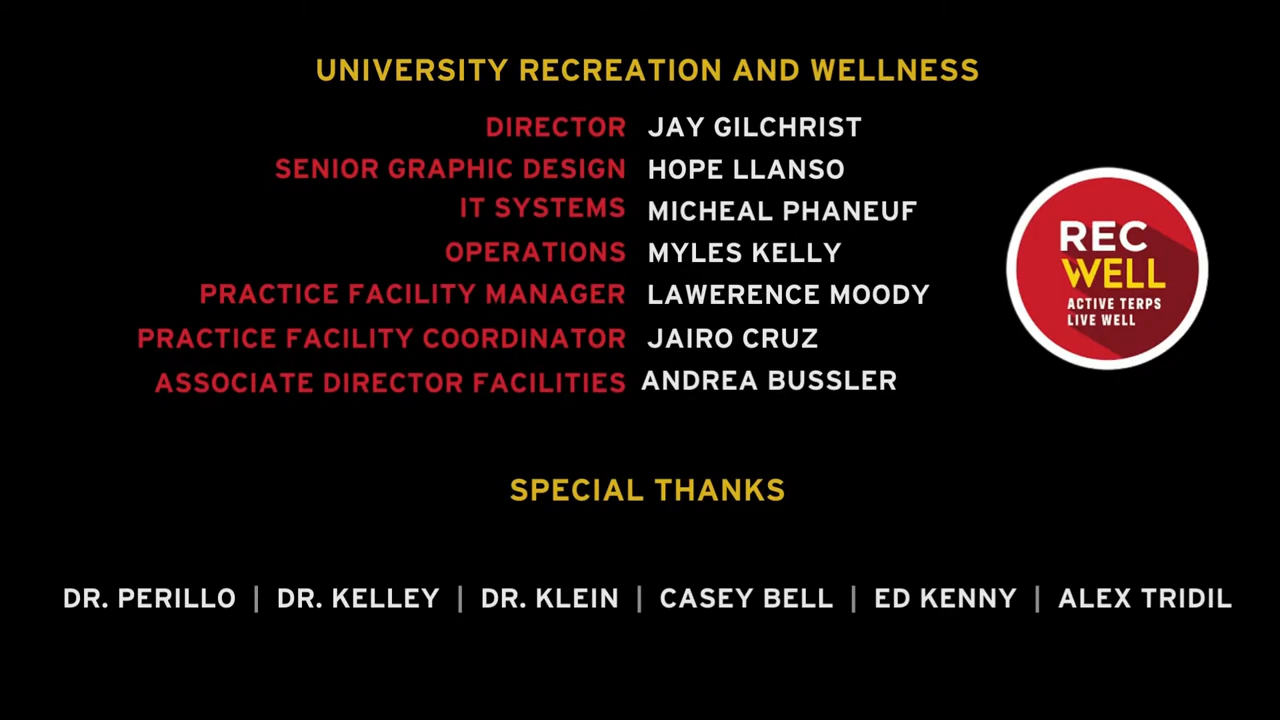 UNIVERSITY RECREATION AND WELLNESS
DIRECTOR JAY GILCHRIST
SENIOR GRAPHIC DESIGN HOPE LLANSO
IT SYSTEMS MICHEAL PHANEUF
OPERATIONS MYLES KELLY
PRACTICE FACILITY MANAGER LAWERENCE MOODY
PRACTICE FACILITY COORDINATOR JAIRO CRUZ
ASSOCIATE DIRECTOR FACILITIES ANDREA BUSSLER
REC
WELL
ACTIVE TERPS
LIVE WELL
SPECIAL THANKS
DR. PERILLO | DR. KELLEY | DR. KLEIN | CASEY BELL | ED KENNY | ALEX TRIDIL